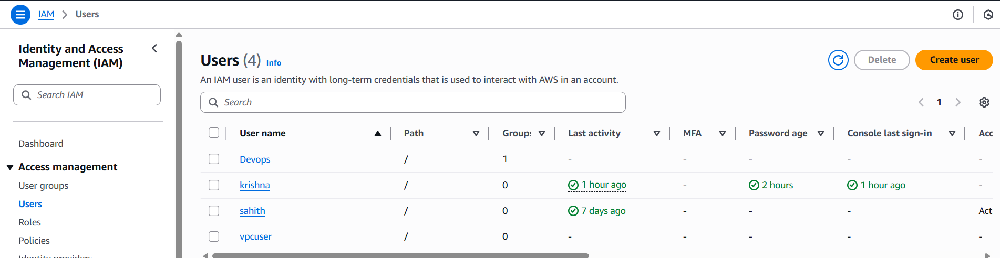 IAM > Users
Identity and Access
Management (IAM)
Search IAM
Dashboard
Access management
User groups
Users
Roles
Policies
Users (4) Info
Delete
Create user
An IAM user is an identity with long-term credentials that is used to interact with AWS in an account.
Search
1
User name Path Groups Last activity MFA Password age Console last sign-in Acc
Devops / 1 - - - - -
krishna / 0 1 hour ago - 2 hours 1 hour ago -
sahith / 0 7 days ago - - - Acti
vpcuser / 0 - - - - -